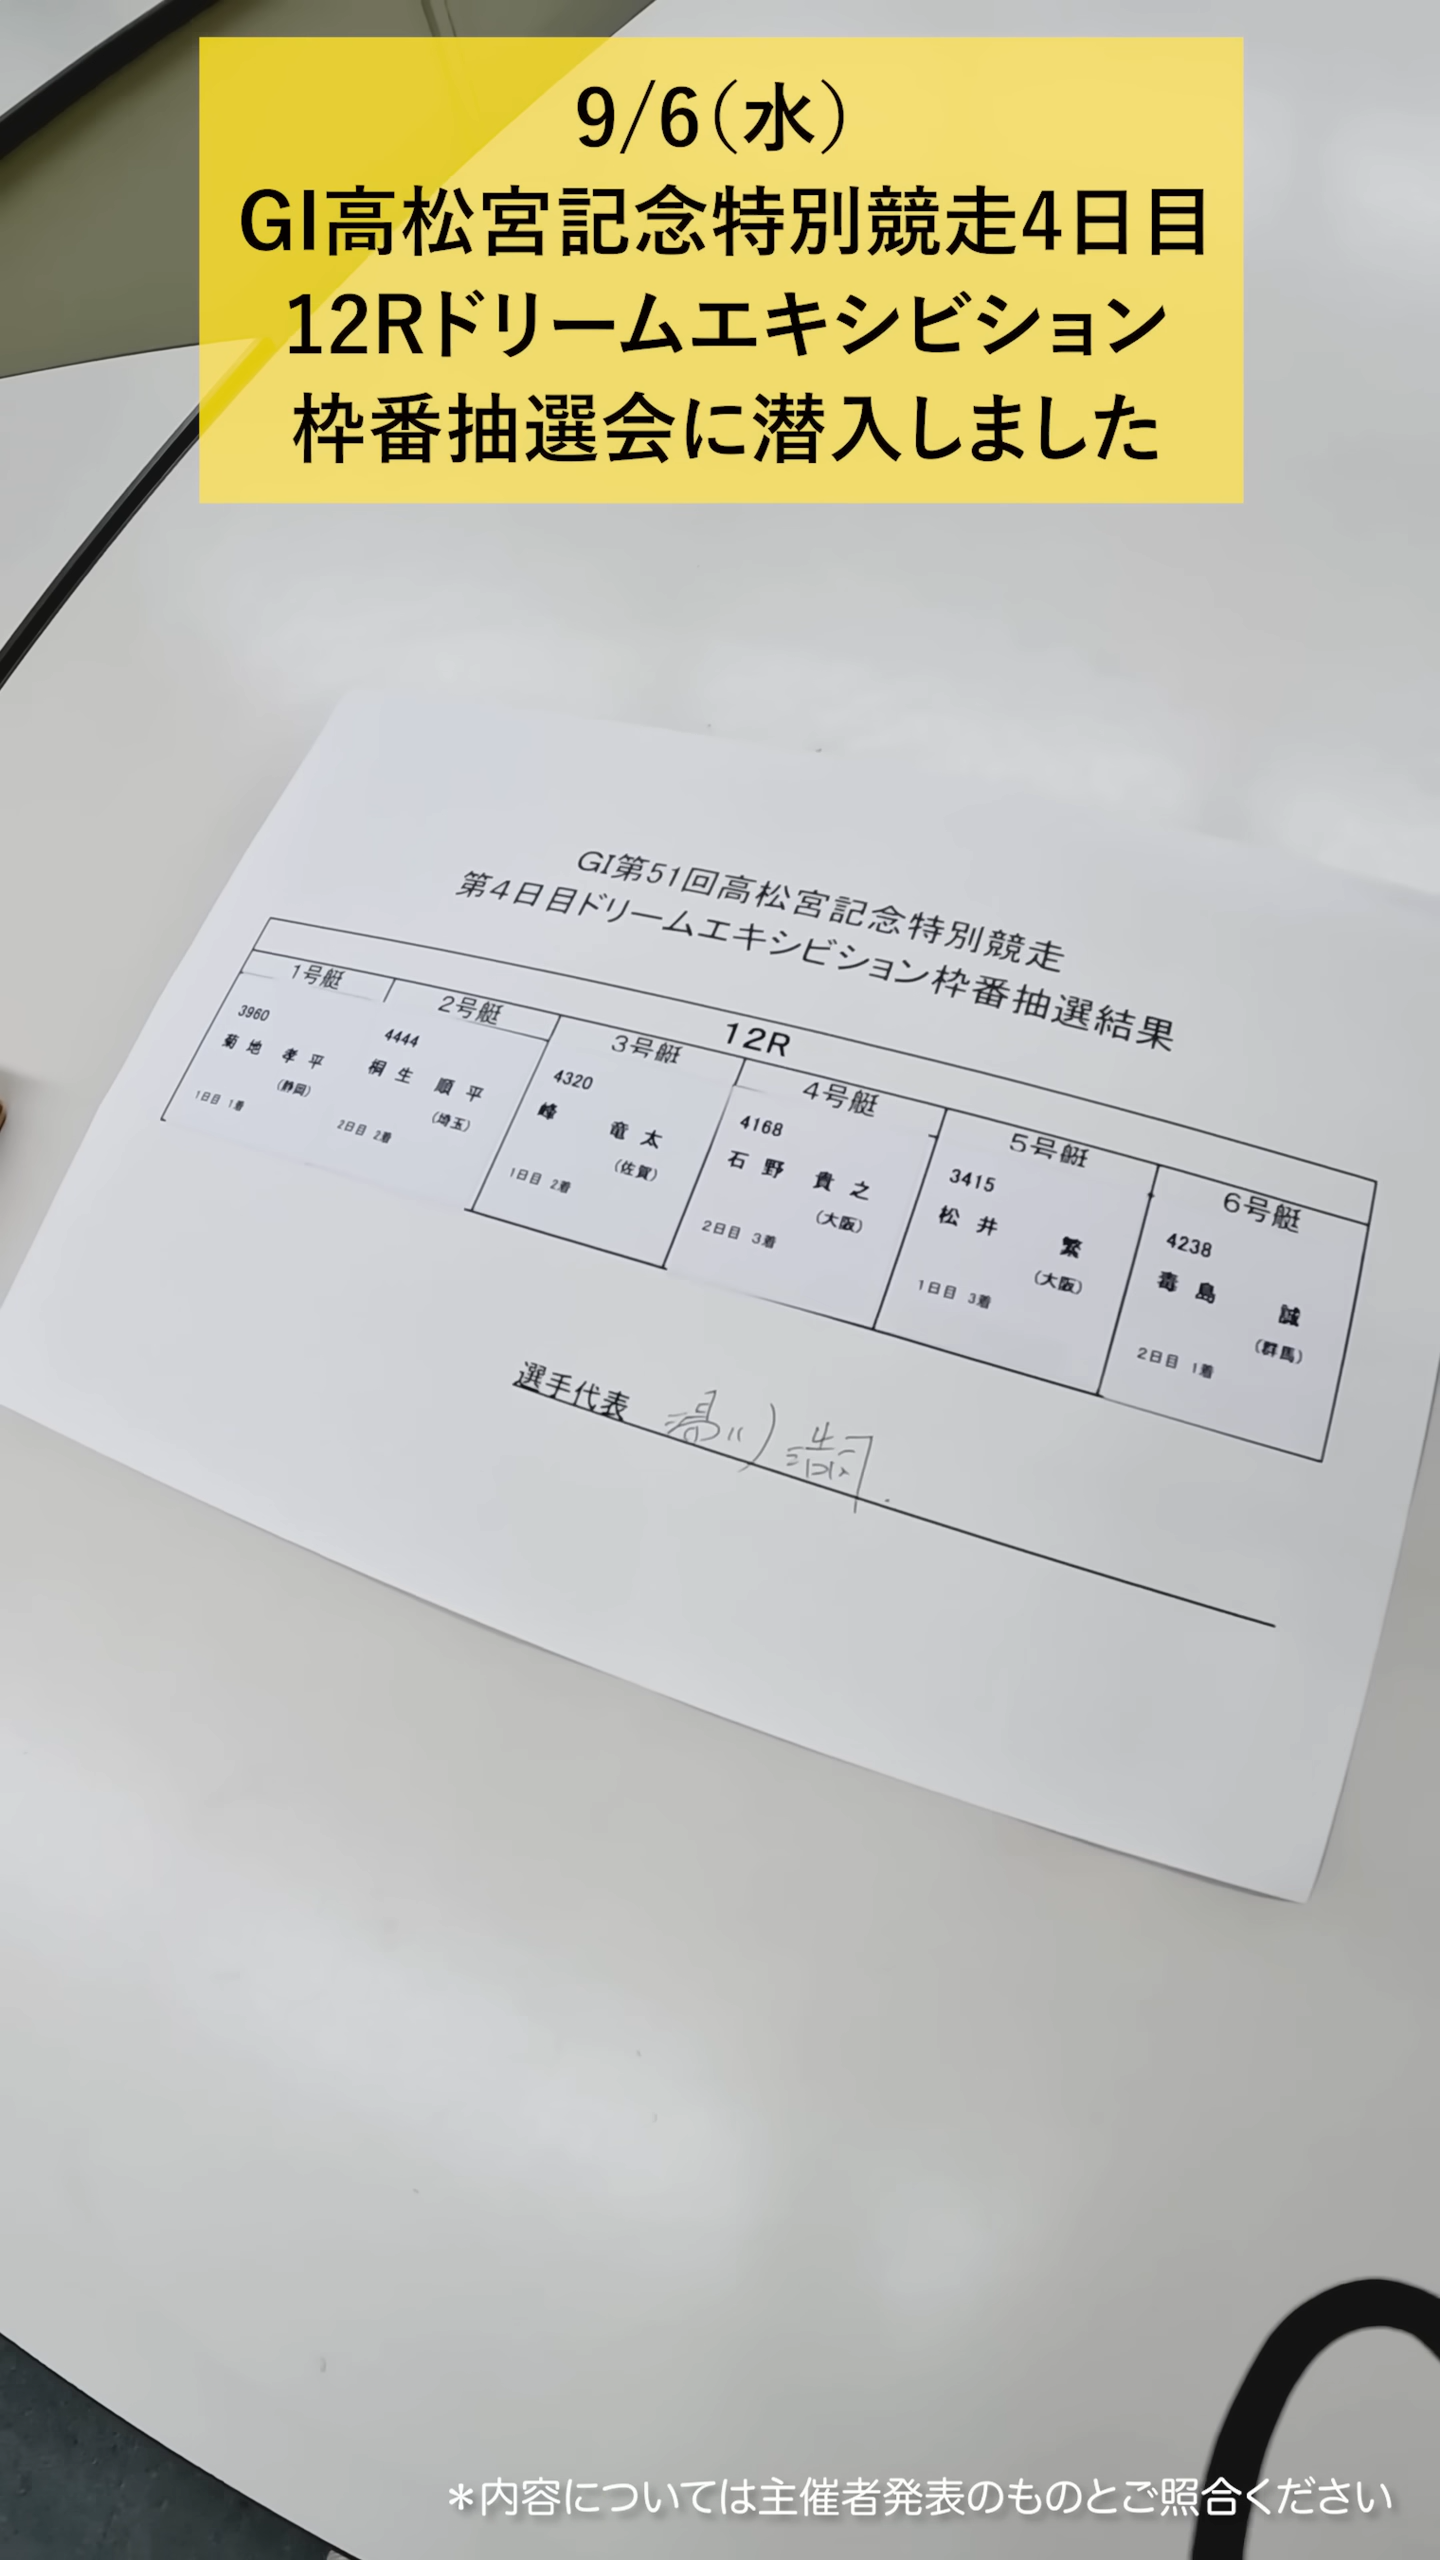 9/6（水）
GI高松宮記念特別競走4日目
12Rドリームエキシビション
枠番抽選会に潜入しました
GI第51回高松宮記念特別競走
第4日目ドリームエキシビション枠番抽選結果
12R
1号艇 2号艇 3号艇 4号艇 5号艇 6号艇
3960 4444 4320 4168 3415 4238
菊地 孝平 桐生 順平 峰 竜太 石野 貴之 松井 繁 毒島 誠
（静岡） （埼玉） （佐賀） （大阪） （大阪） （群馬）
1日目 1着 2日目 2着 1日目 2着 2日目 3着 1日目 3着 2日目 1着
選手代表
＊内容については主催者発表のものとご照合ください